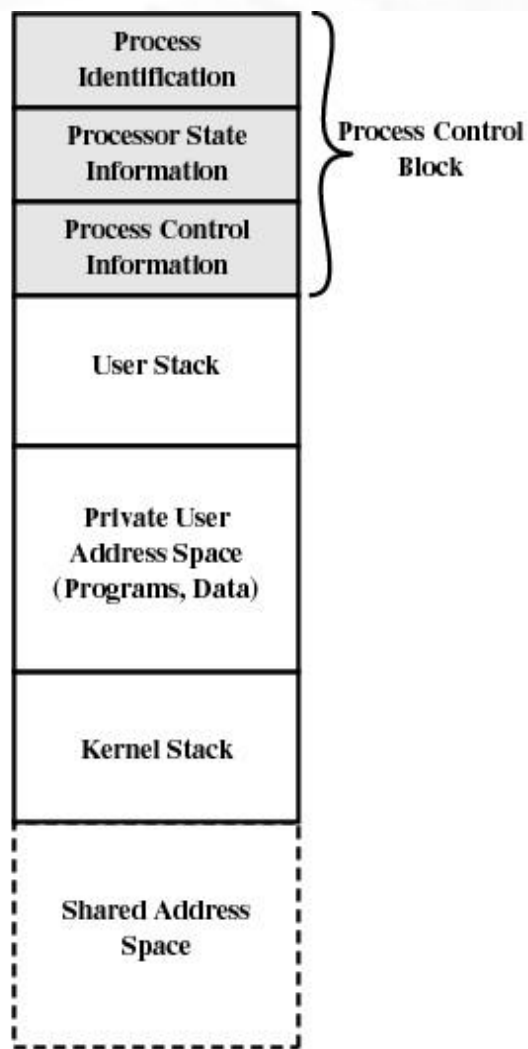 Process
Identification
Processor State
Information
Process Control
Information
Process Control
Block
User Stack
Private User
Address Space
(Programs, Data)
Kernel Stack
Shared Address
Space